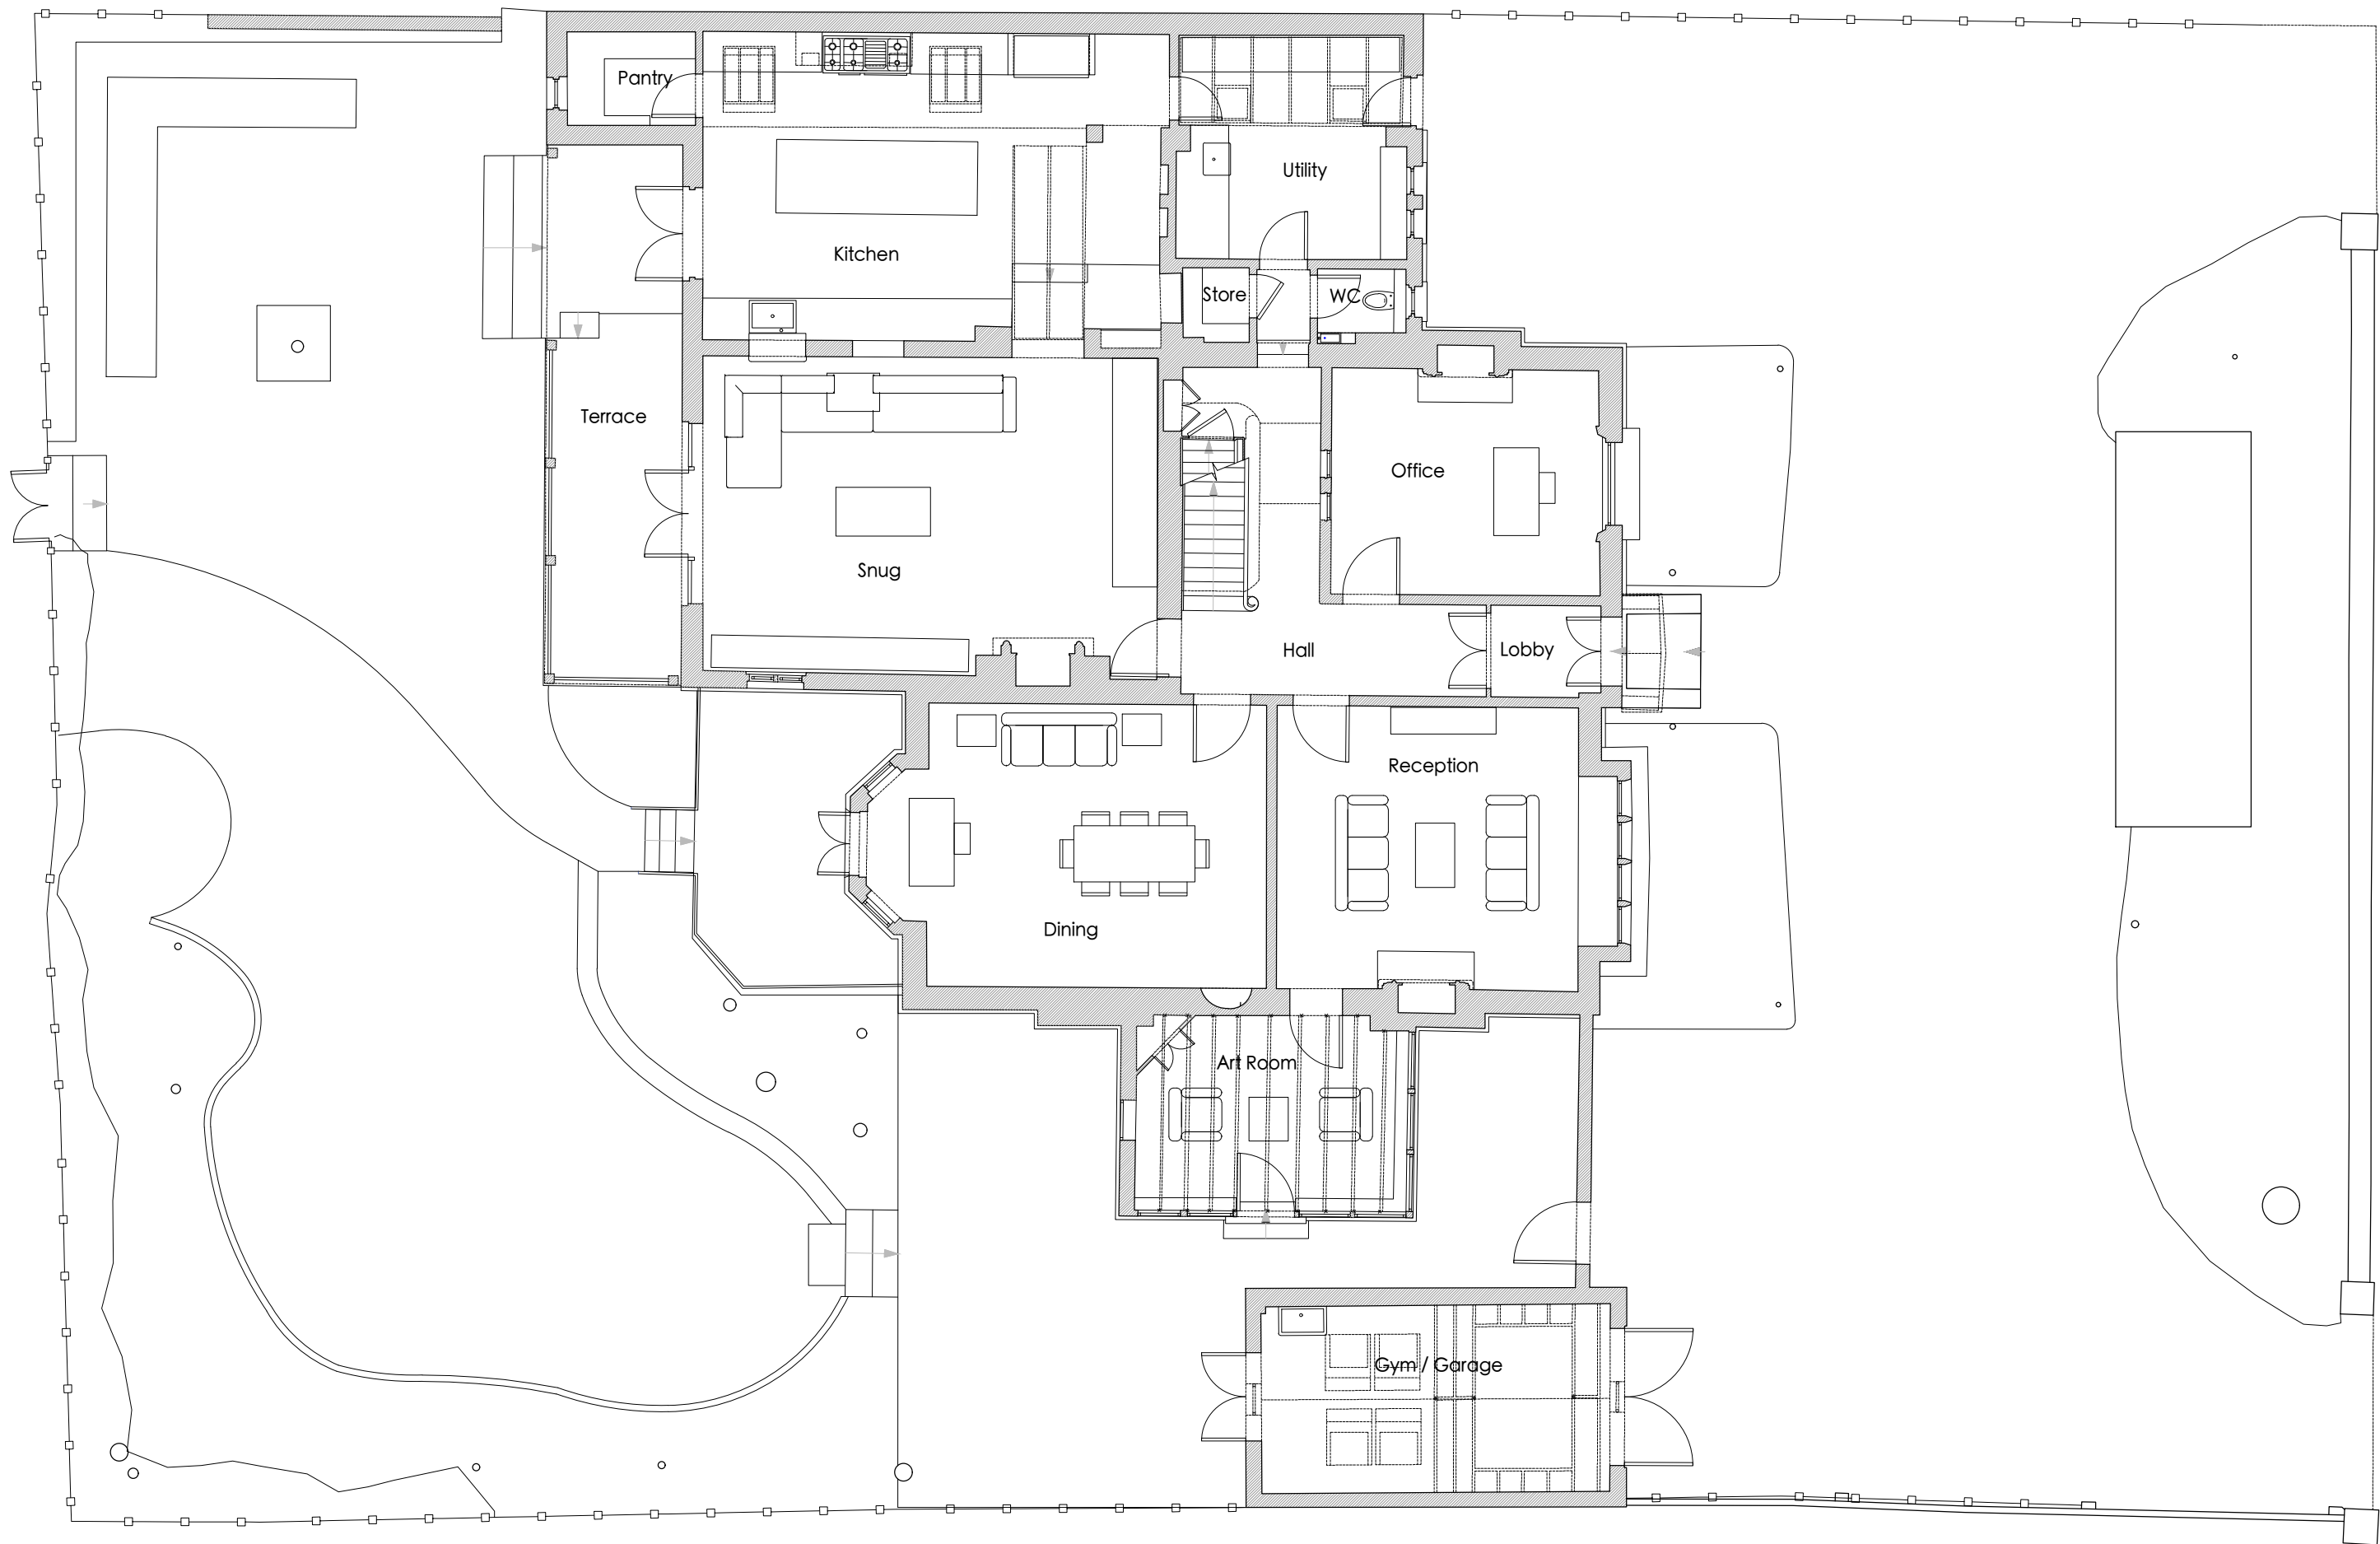 Pantry
Utility
Kitchen
Store
WC
Terrace
Office
Snug
Hall
Lobby
Reception
Dining
Art Room
Gym / Garage